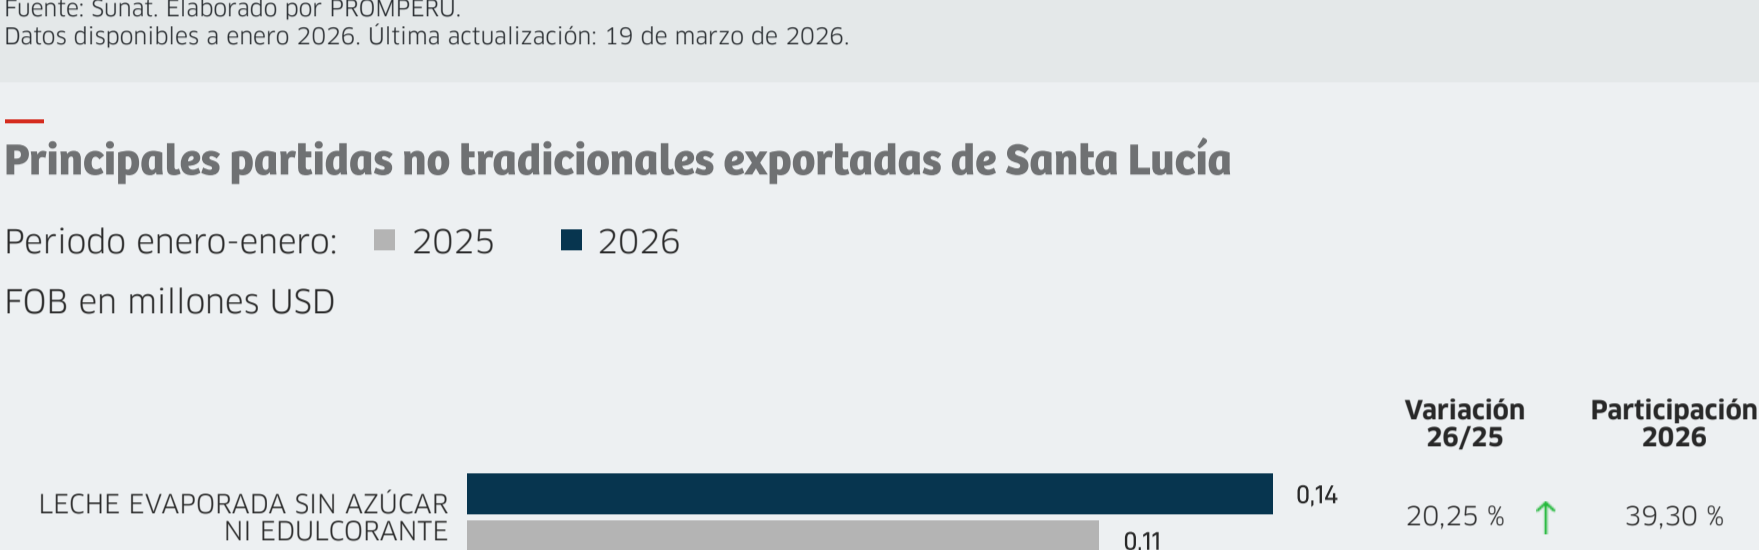 Fuente: Sunat. Elaborado por PROMPERÚ.
Datos disponibles a enero 2026. Última actualización: 19 de marzo de 2026.
Principales partidas no tradicionales exportadas de Santa Lucía
Periodo enero-enero: 2025 2026
FOB en millones USD
Variación 26/25
Participación 2026
LECHE EVAPORADA SIN AZÚCAR
NI EDULCORANTE
0,14
0,11
20,25 %
39,30 %